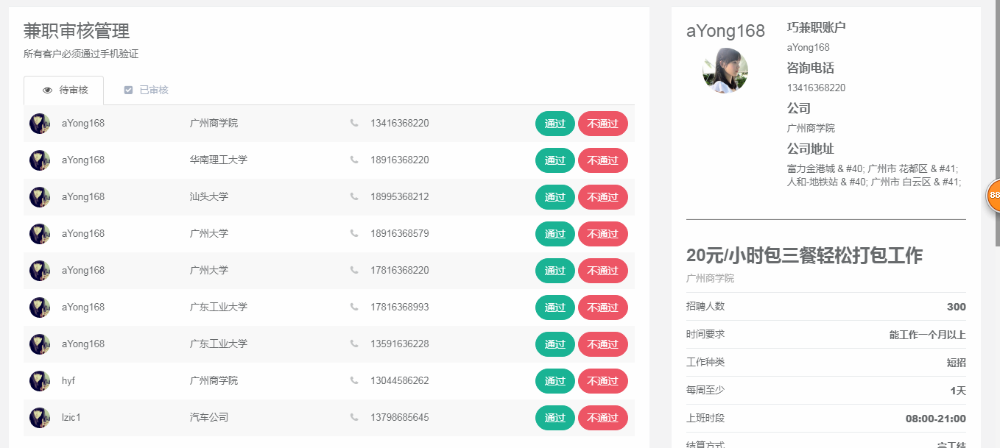 兼职审核管理
所有客户必须通过手机验证
待审核 已审核
aYong168 广州商学院 13416368220 通过 不通过
aYong168 华南理工大学 18916368220 通过 不通过
aYong168 汕头大学 18995368212 通过 不通过
aYong168 广州大学 18916368579 通过 不通过
aYong168 广州大学 17816368220 通过 不通过
aYong168 广东工业大学 17816368993 通过 不通过
aYong168 广东工业大学 13591636228 通过 不通过
hyf 广州商学院 13044586262 通过 不通过
lzic1 汽车公司 13798685645 通过 不通过
aYong168
巧兼职账户
aYong168
咨询电话
13416368220
公司
广州商学院
公司地址
富力金港城 & #40; 广州市 花都区 & #41;
人和-地铁站 & #40; 广州市 白云区 & #41;
88
20元/小时包三餐轻松打包工作
广州商学院
招聘人数 300
时间要求 能工作一个月以上
工作种类 短招
每周至少 1天
上班时段 08:00-21:00
结算方式 完工结